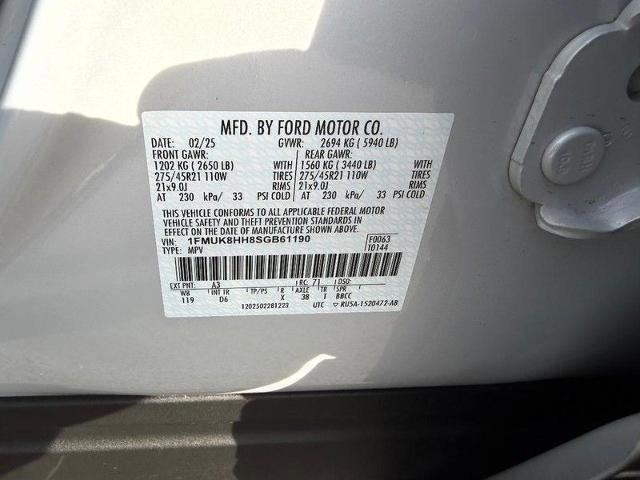 MFD. BY FORD MOTOR CO.
DATE: 02/25 GVWR: 2694 KG ( 5940 LB)
FRONT GAWR: REAR GAWR:
1202 KG ( 2650 LB) WITH 1560 KG ( 3440 LB) WITH
275/45R21 110W TIRES 275/45R21 110W TIRES
21x9.0J RIMS 21x9.0J RIMS
AT 230 kPa/ 33 PSI COLD AT 230 kPa/ 33 PSI COLD
THIS VEHICLE CONFORMS TO ALL APPLICABLE FEDERAL MOTOR
VEHICLE SAFETY AND THEFT PREVENTION STANDARDS IN
EFFECT ON THE DATE OF MANUFACTURE SHOWN ABOVE.
VIN: 1FMUK8HH8SGB61190 F0063
TYPE: MPV T0144
EXT PNT: A3 RC: 71 DSO:
WB INT TR TP/PS R AXLE TR SPR
119 D6 X 38 T BBCC
1202502281223 UTC ▽ RU5A-1520472-AB